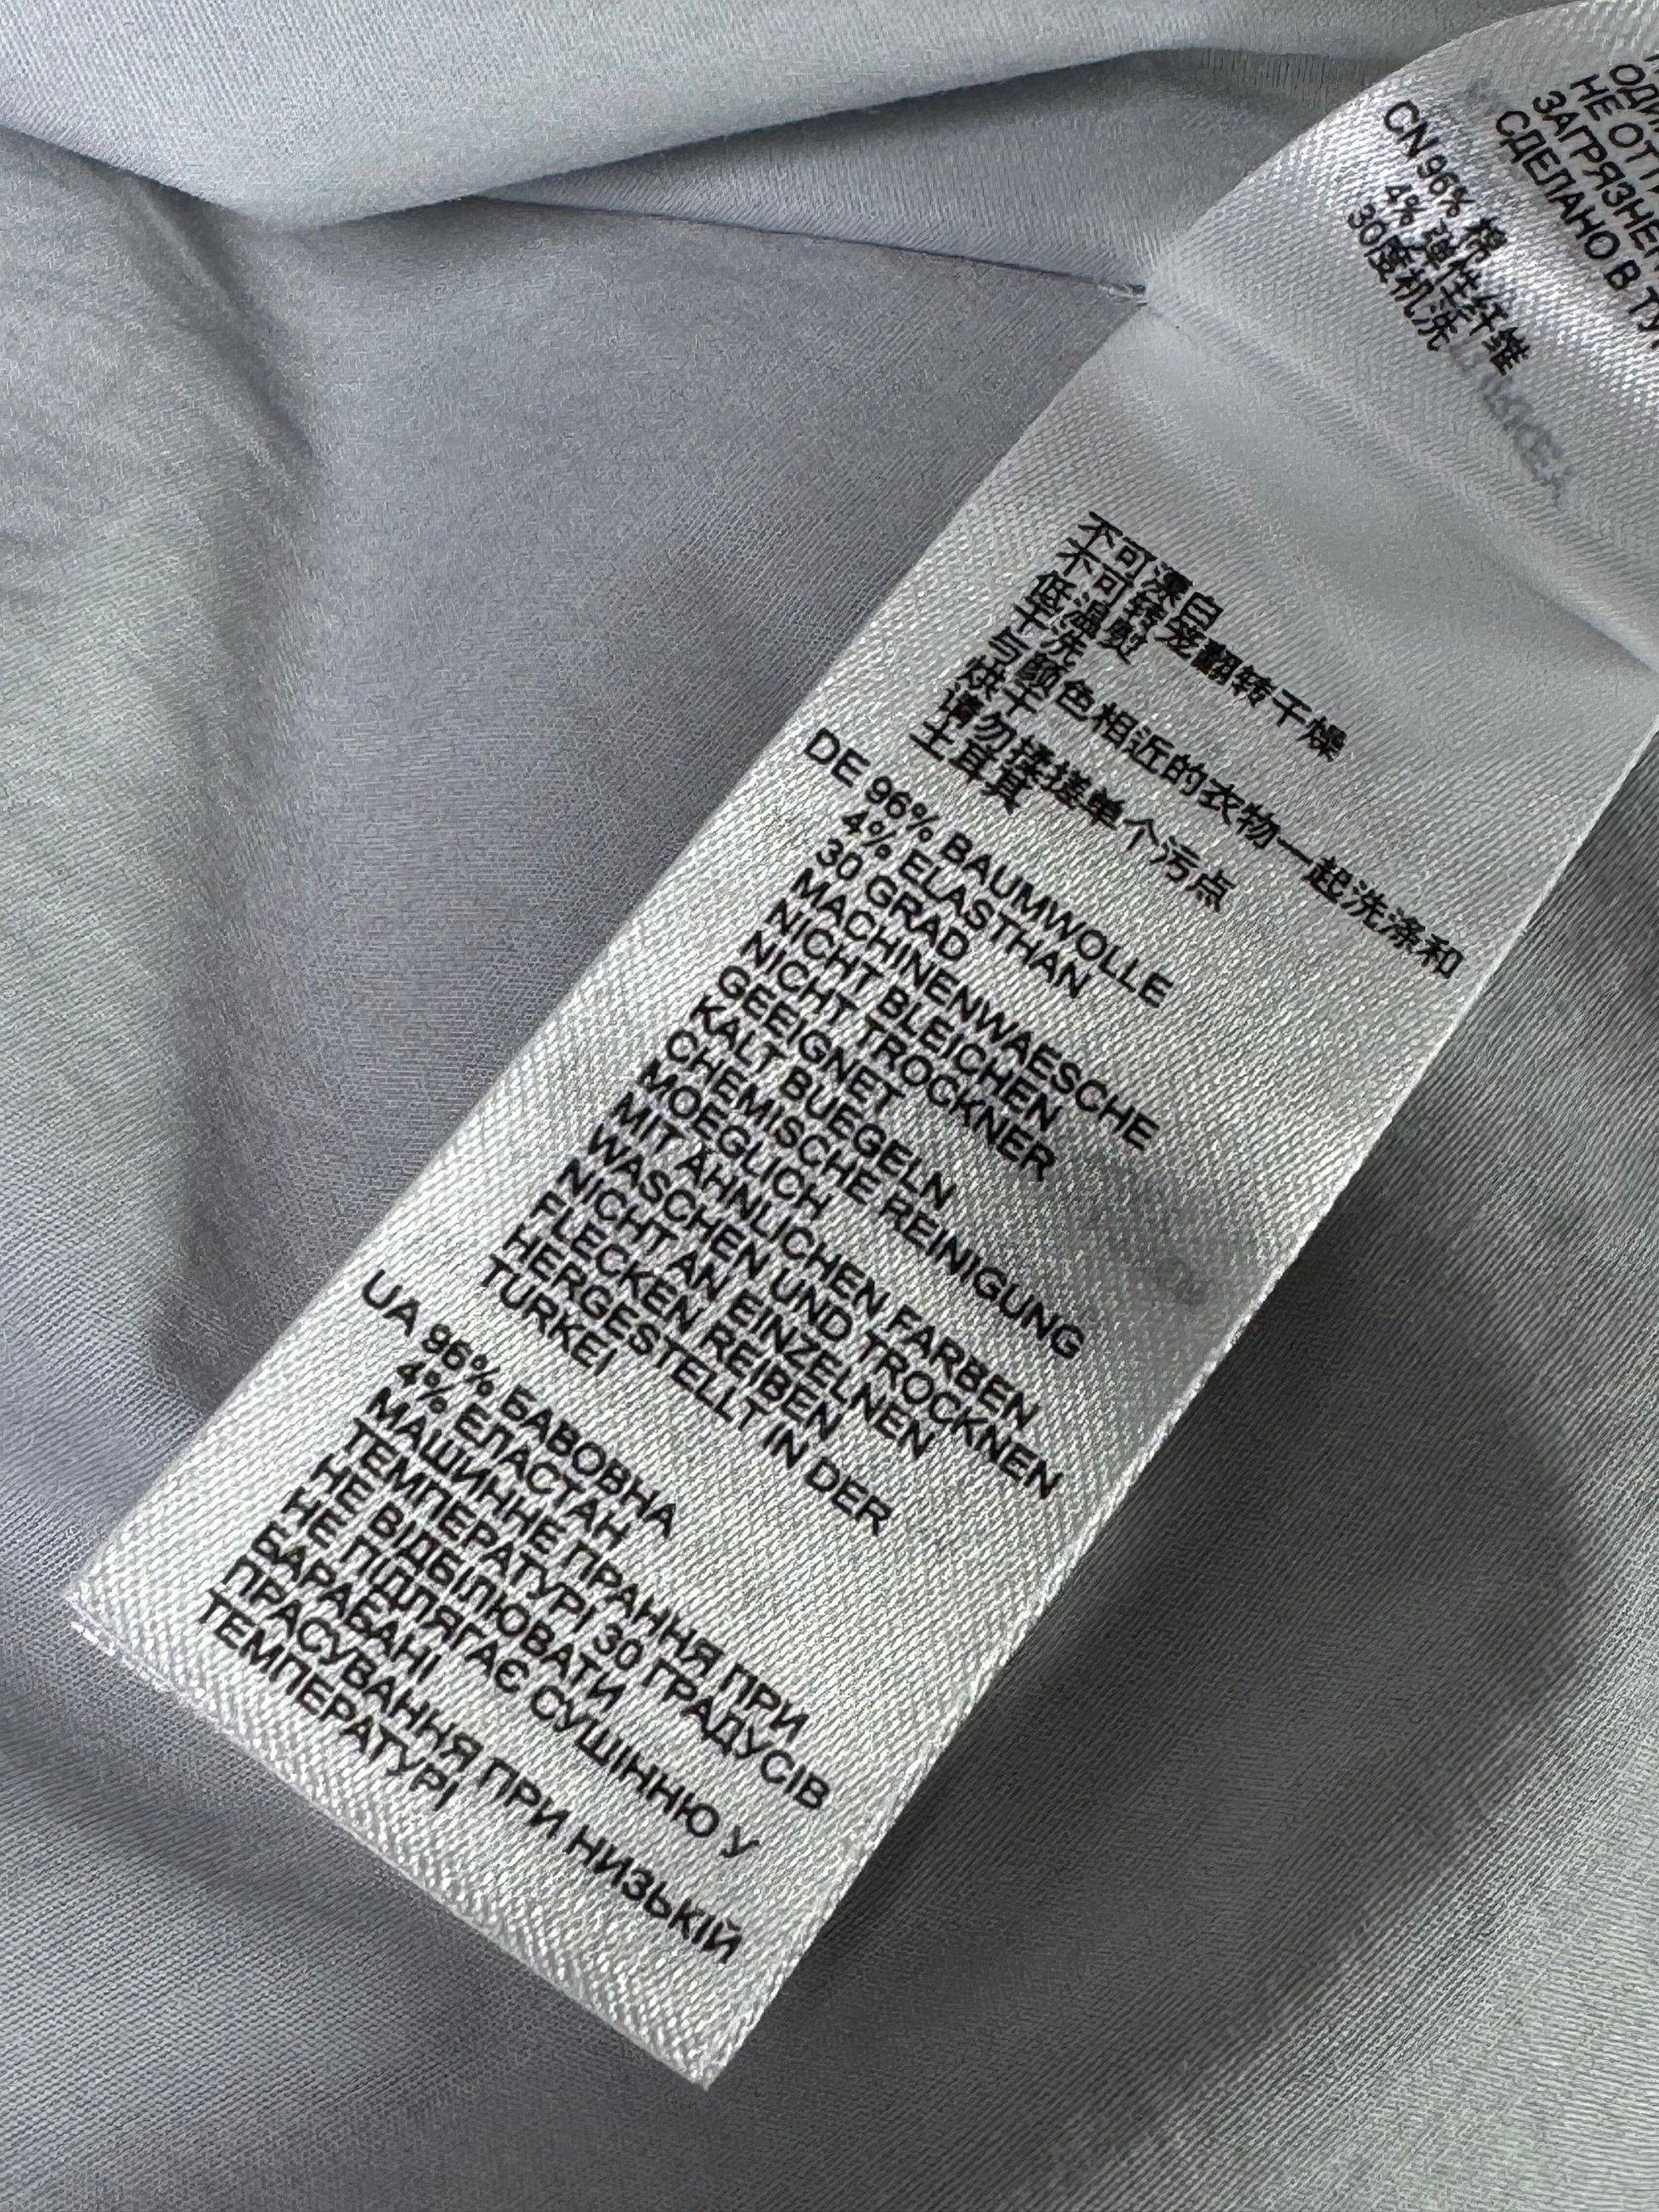 ОДИ
НЕ ОТ
ЗАГРЯЗНЕ
СДЕЛАНО В ТУ
CN 96% 棉
4% 弹性纤维
30度机洗
不可漂白
不可转笼翻转干燥
低温熨
干洗
与颜色相近的衣物一起洗涤和
烘干
请勿揉搓单个污点
土耳其
DE 96% BAUMWOLLE
4% ELASTHAN
30 GRAD
MACHINENWAESCHE
NICHT BLEICHEN
NICHT TROCKNER
GEEIGNET
KALT BUEGELN
CHEMISCHE REINIGUNG
MOEGLICH
MIT AHNLICHEN FARBEN
WASCHEN UND TROCKNEN
NICHT AN EINZELNEN
FLECKEN REIBEN
HERGESTELLT IN DER
TURKEI
UA 96% БАВОВНА
4% ЕЛАСТАН
МАШИННЕ ПРАННЯ ПРИ
ТЕМПЕРАТУРІ 30 ГРАДУСІВ
НЕ ВІДБІЛЮВАТИ
НЕ ПІДЛЯГАЄ СУШІННЮ У
БАРАБАНІ
ПРАСУВАННЯ ПРИ НИЗЬКІЙ
ТЕМПЕРАТУРІ